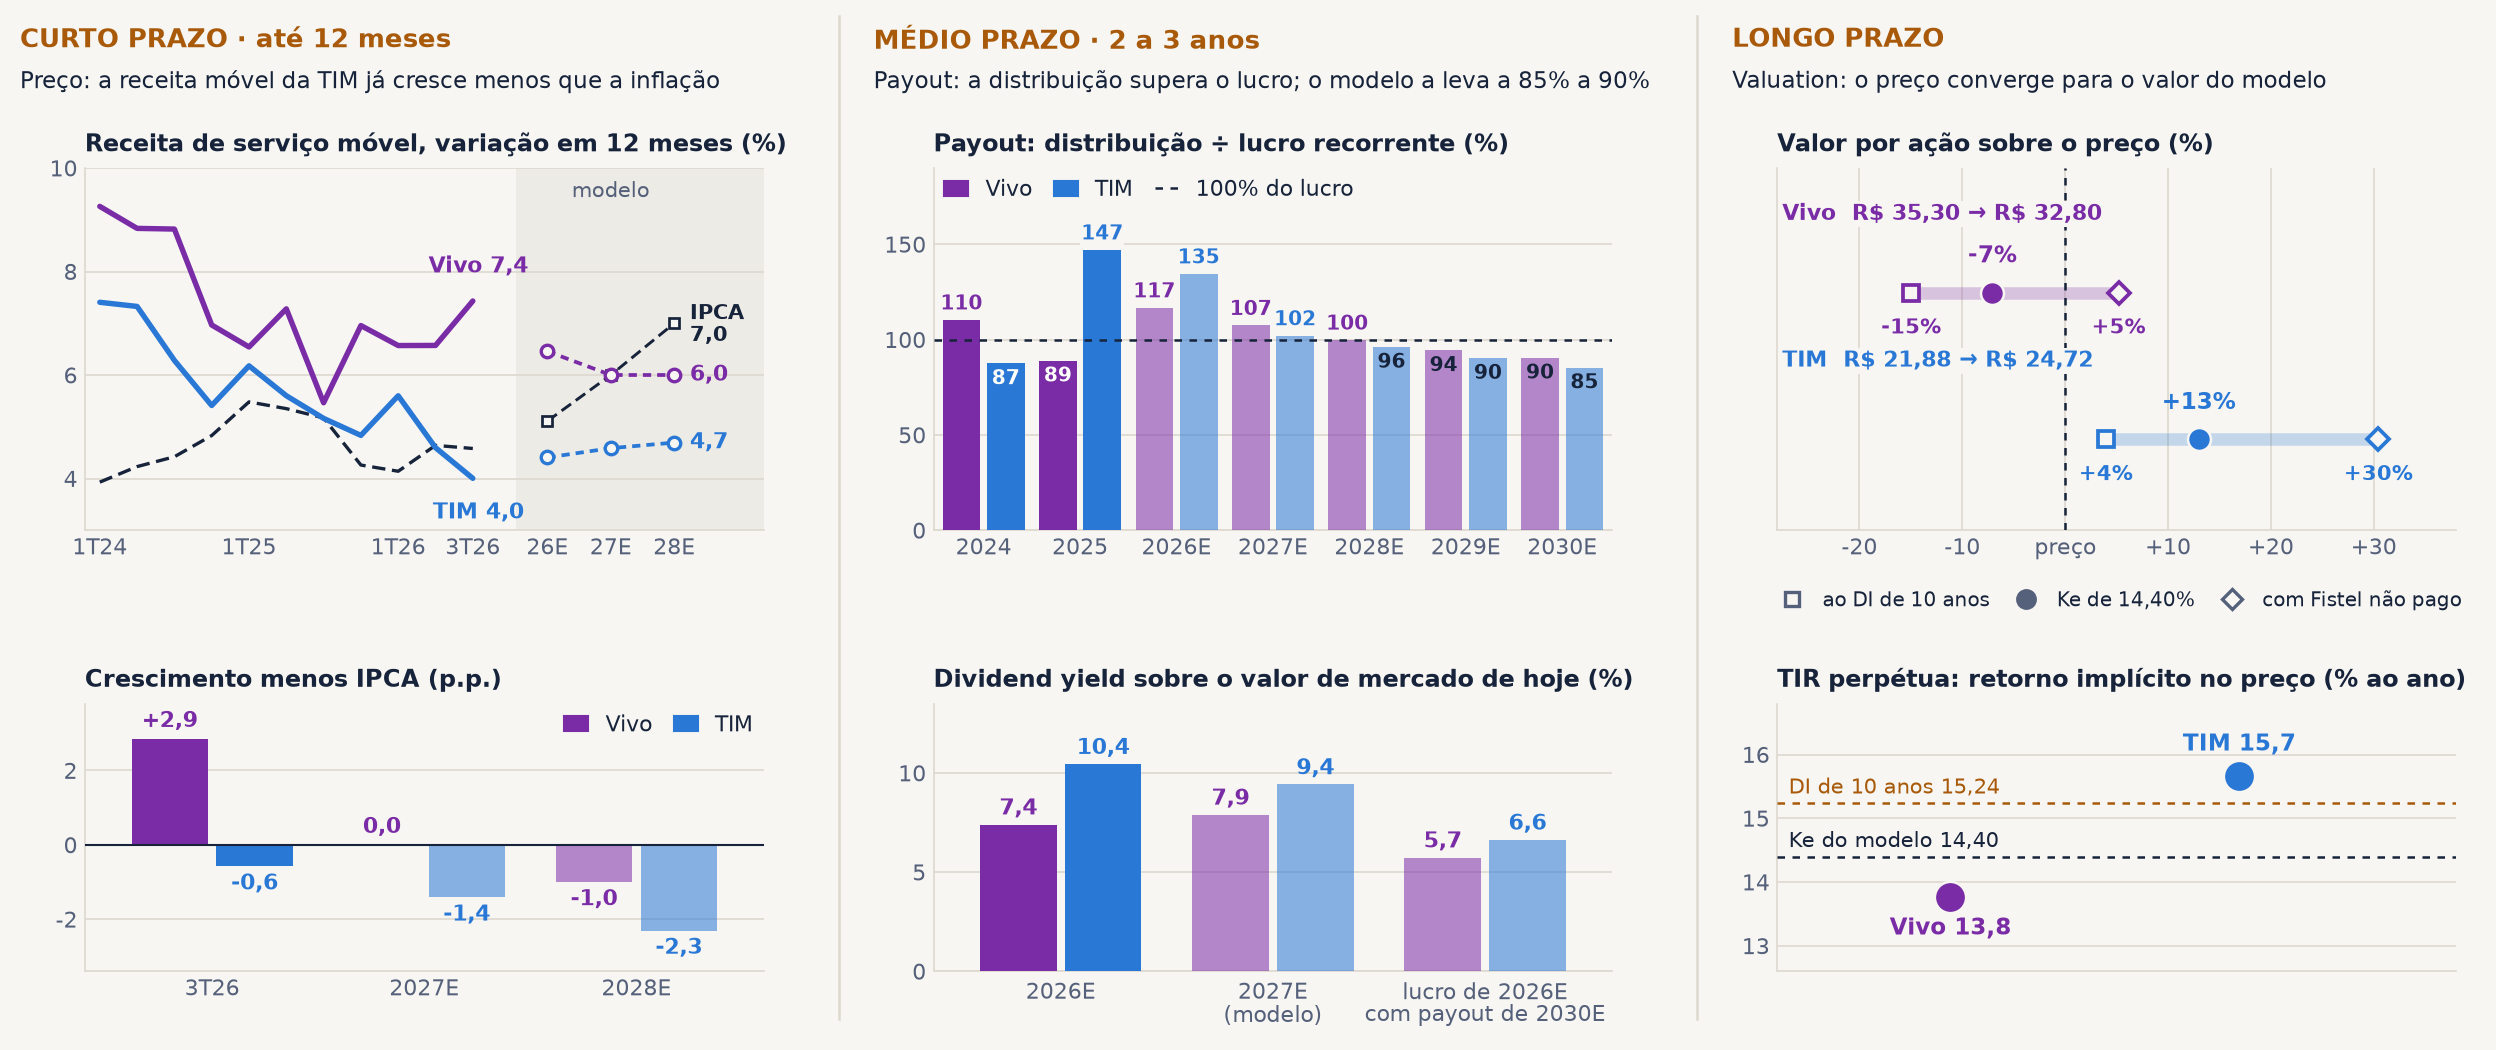 CURTO PRAZO · até 12 meses
Preço: a receita móvel da TIM já cresce menos que a inflação
Receita de serviço móvel, variação em 12 meses (%)
10
8
6
4
modelo
Vivo 7,4
IPCA
7,0
6,0
4,7
TIM 4,0
1T24 1T25 1T26 3T26 26E 27E 28E
Crescimento menos IPCA (p.p.)
Vivo TIM
2
0
-2
+2,9
-0,6
0,0
-1,4
-1,0
-2,3
3T26 2027E 2028E
MÉDIO PRAZO · 2 a 3 anos
Payout: a distribuição supera o lucro; o modelo a leva a 85% a 90%
Payout: distribuição ÷ lucro recorrente (%)
Vivo TIM 100% do lucro
150
100
50
0
110 87 89 147 117 135 107 102 100 96 94 90 90 85
2024 2025 2026E 2027E 2028E 2029E 2030E
Dividend yield sobre o valor de mercado de hoje (%)
10
5
0
7,4 10,4 7,9 9,4 5,7 6,6
2026E 2027E lucro de 2026E
(modelo) com payout de 2030E
LONGO PRAZO
Valuation: o preço converge para o valor do modelo
Valor por ação sobre o preço (%)
Vivo R$ 35,30 → R$ 32,80
-7%
-15% +5%
TIM R$ 21,88 → R$ 24,72
+13%
+4% +30%
-20 -10 preço +10 +20 +30
ao DI de 10 anos Ke de 14,40% com Fistel não pago
TIR perpétua: retorno implícito no preço (% ao ano)
16
15
14
13
TIM 15,7
DI de 10 anos 15,24
Ke do modelo 14,40
Vivo 13,8